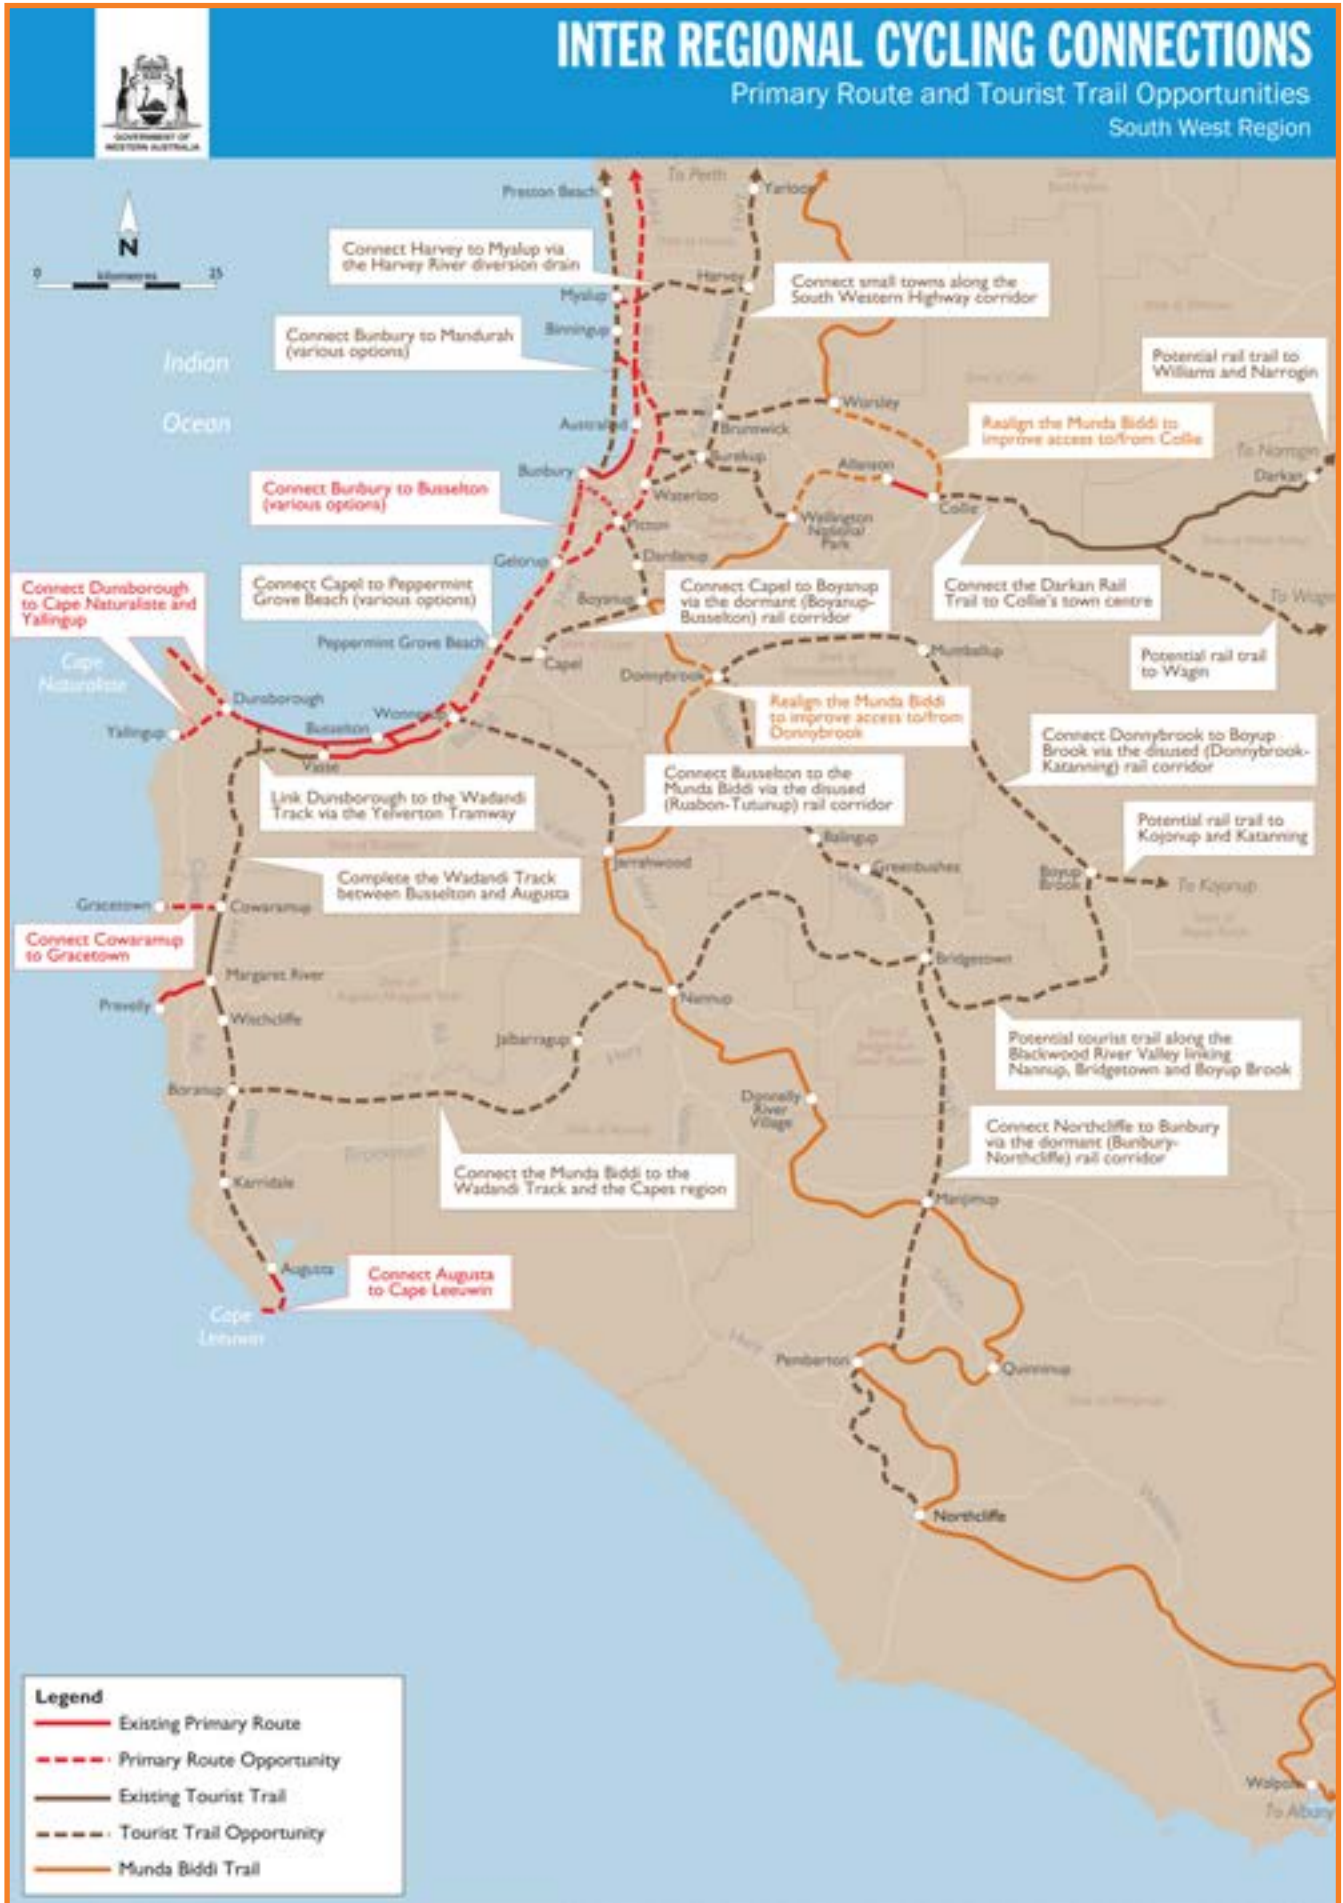 INTER REGIONAL CYCLING CONNECTIONS
Primary Route and Tourist Trail Opportunities
South West Region
GOVERNMENT OF
WESTERN AUSTRALIA
N
0 kilometres 25
To Perth
Preston Beach
Yarloop
Connect Harvey to Myalup via
the Harvey River diversion drain
Harvey
Connect small towns along the
South Western Highway corridor
Myalup
Binningup
Connect Bunbury to Mandurah
(various options)
Indian
Ocean
Potential rail trail to
Williams and Narrogin
Worsley
Australind
Brunswick
Realign the Munda Biddi to
improve access to/from Collie
To Narrogin
Burekup
Allanson
Darkan
Bunbury
Connect Bunbury to Busselton
(various options)
Waterloo
Collie
Picton
Wellington
National
Park
Gelorup
Dardanup
Connect Dunsborough
to Cape Naturaliste and
Yallingup
Connect Capel to Peppermint
Grove Beach (various options)
Boyanup
Connect Capel to Boyanup
via the dormant (Boyanup-
Busselton) rail corridor
Connect the Darkan Rail
Trail to Collie's town centre
To Wagin
Peppermint Grove Beach
Capel
Mumballup
Potential rail trail
to Wagin
Cape
Naturaliste
Donnybrook
Dunsborough
Realign the Munda Biddi
to improve access to/from
Donnybrook
Yallingup
Busselton
Wonnerup
Connect Donnybrook to Boyup
Brook via the disused (Donnybrook-
Katanning) rail corridor
Vasse
Connect Busselton to the
Munda Biddi via the disused
(Ruabon-Tutunup) rail corridor
Link Dunsborough to the Wadandi
Track via the Yelverton Tramway
Balingup
Potential rail trail to
Kojonup and Katanning
Jarrahwood
Greenbushes
Boyup
Brook
To Kojonup
Complete the Wadandi Track
between Busselton and Augusta
Gracetown
Cowaramup
Connect Cowaramup
to Gracetown
Bridgetown
Margaret River
Prevelly
Nannup
Witchcliffe
Jalbarragup
Potential tourist trail along the
Blackwood River Valley linking
Nannup, Bridgetown and Boyup Brook
Boranup
Donnelly
River
Village
Connect Northcliffe to Bunbury
via the dormant (Bunbury-
Northcliffe) rail corridor
Brockman
Connect the Munda Biddi to the
Wadandi Track and the Capes region
Karridale
Manjimup
Augusta
Connect Augusta
to Cape Leeuwin
Cape
Leeuwin
Hwy
Pemberton
Quinninup
Northcliffe
Hwy
Walpole
To Albany
Legend
Existing Primary Route
Primary Route Opportunity
Existing Tourist Trail
Tourist Trail Opportunity
Munda Biddi Trail